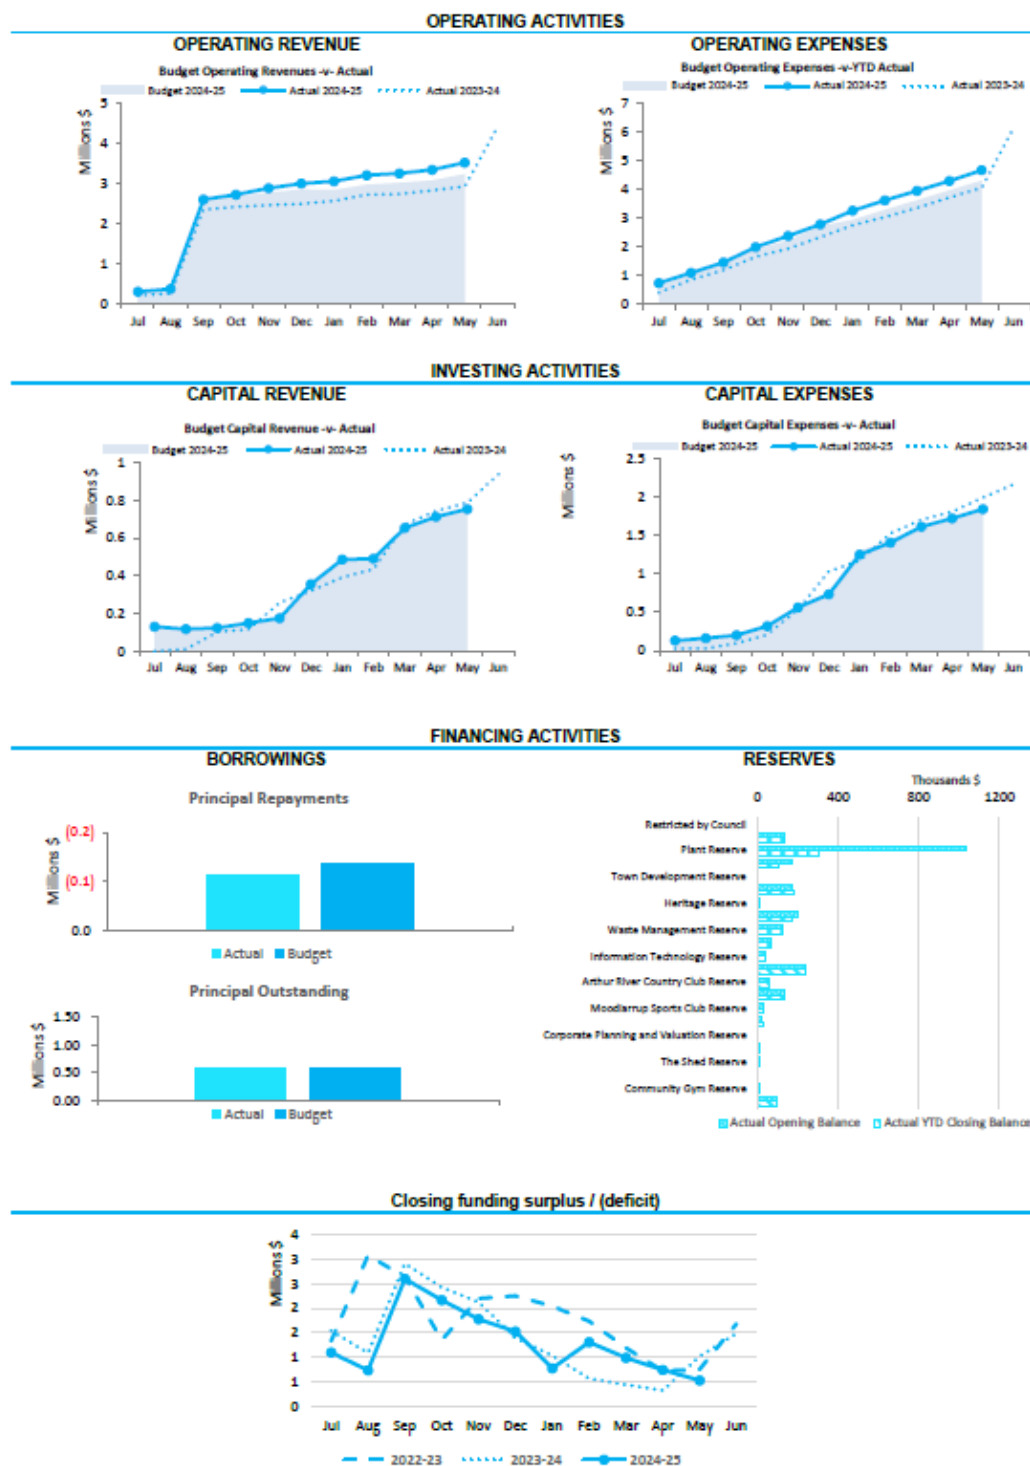 OPERATING ACTIVITIES
OPERATING REVENUE
OPERATING EXPENSES
Budget Operating Revenues -v- Actual
Budget 2024-25 Actual 2024-25 Actual 2023-24
Millions $
5
4
3
2
1
0
Jul Aug Sep Oct Nov Dec Jan Feb Mar Apr May Jun
Budget Operating Expenses -v-YTD Actual
Budget 2024-25 Actual 2024-25 Actual 2023-24
Millions $
7
6
5
4
3
2
1
0
Jul Aug Sep Oct Nov Dec Jan Feb Mar Apr May Jun
INVESTING ACTIVITIES
CAPITAL REVENUE
CAPITAL EXPENSES
Budget Capital Revenue -v- Actual
Budget 2024-25 Actual 2024-25 Actual 2023-24
Millions $
1
0.8
0.6
0.4
0.2
0
Jul Aug Sep Oct Nov Dec Jan Feb Mar Apr May Jun
Budget Capital Expenses -v- Actual
Budget 2024-25 Actual 2024-25 Actual 2023-24
Millions $
2.5
2
1.5
1
0.5
0
Jul Aug Sep Oct Nov Dec Jan Feb Mar Apr May Jun
FINANCING ACTIVITIES
BORROWINGS
RESERVES
Principal Repayments
Millions $
(0.2)
(0.1)
0.0
Actual Budget
Principal Outstanding
Millions $
1.50
1.00
0.50
0.00
Actual Budget
Thousands $
0 400 800 1200
Restricted by Council
Plant Reserve
Town Development Reserve
Heritage Reserve
Waste Management Reserve
Information Technology Reserve
Arthur River Country Club Reserve
Moodiarrup Sports Club Reserve
Corporate Planning and Valuation Reserve
The Shed Reserve
Community Gym Reserve
Actual Opening Balance Actual YTD Closing Balance
Closing funding surplus / (deficit)
Millions $
4
3
3
2
2
1
1
0
Jul Aug Sep Oct Nov Dec Jan Feb Mar Apr May Jun
2022-23 2023-24 2024-25